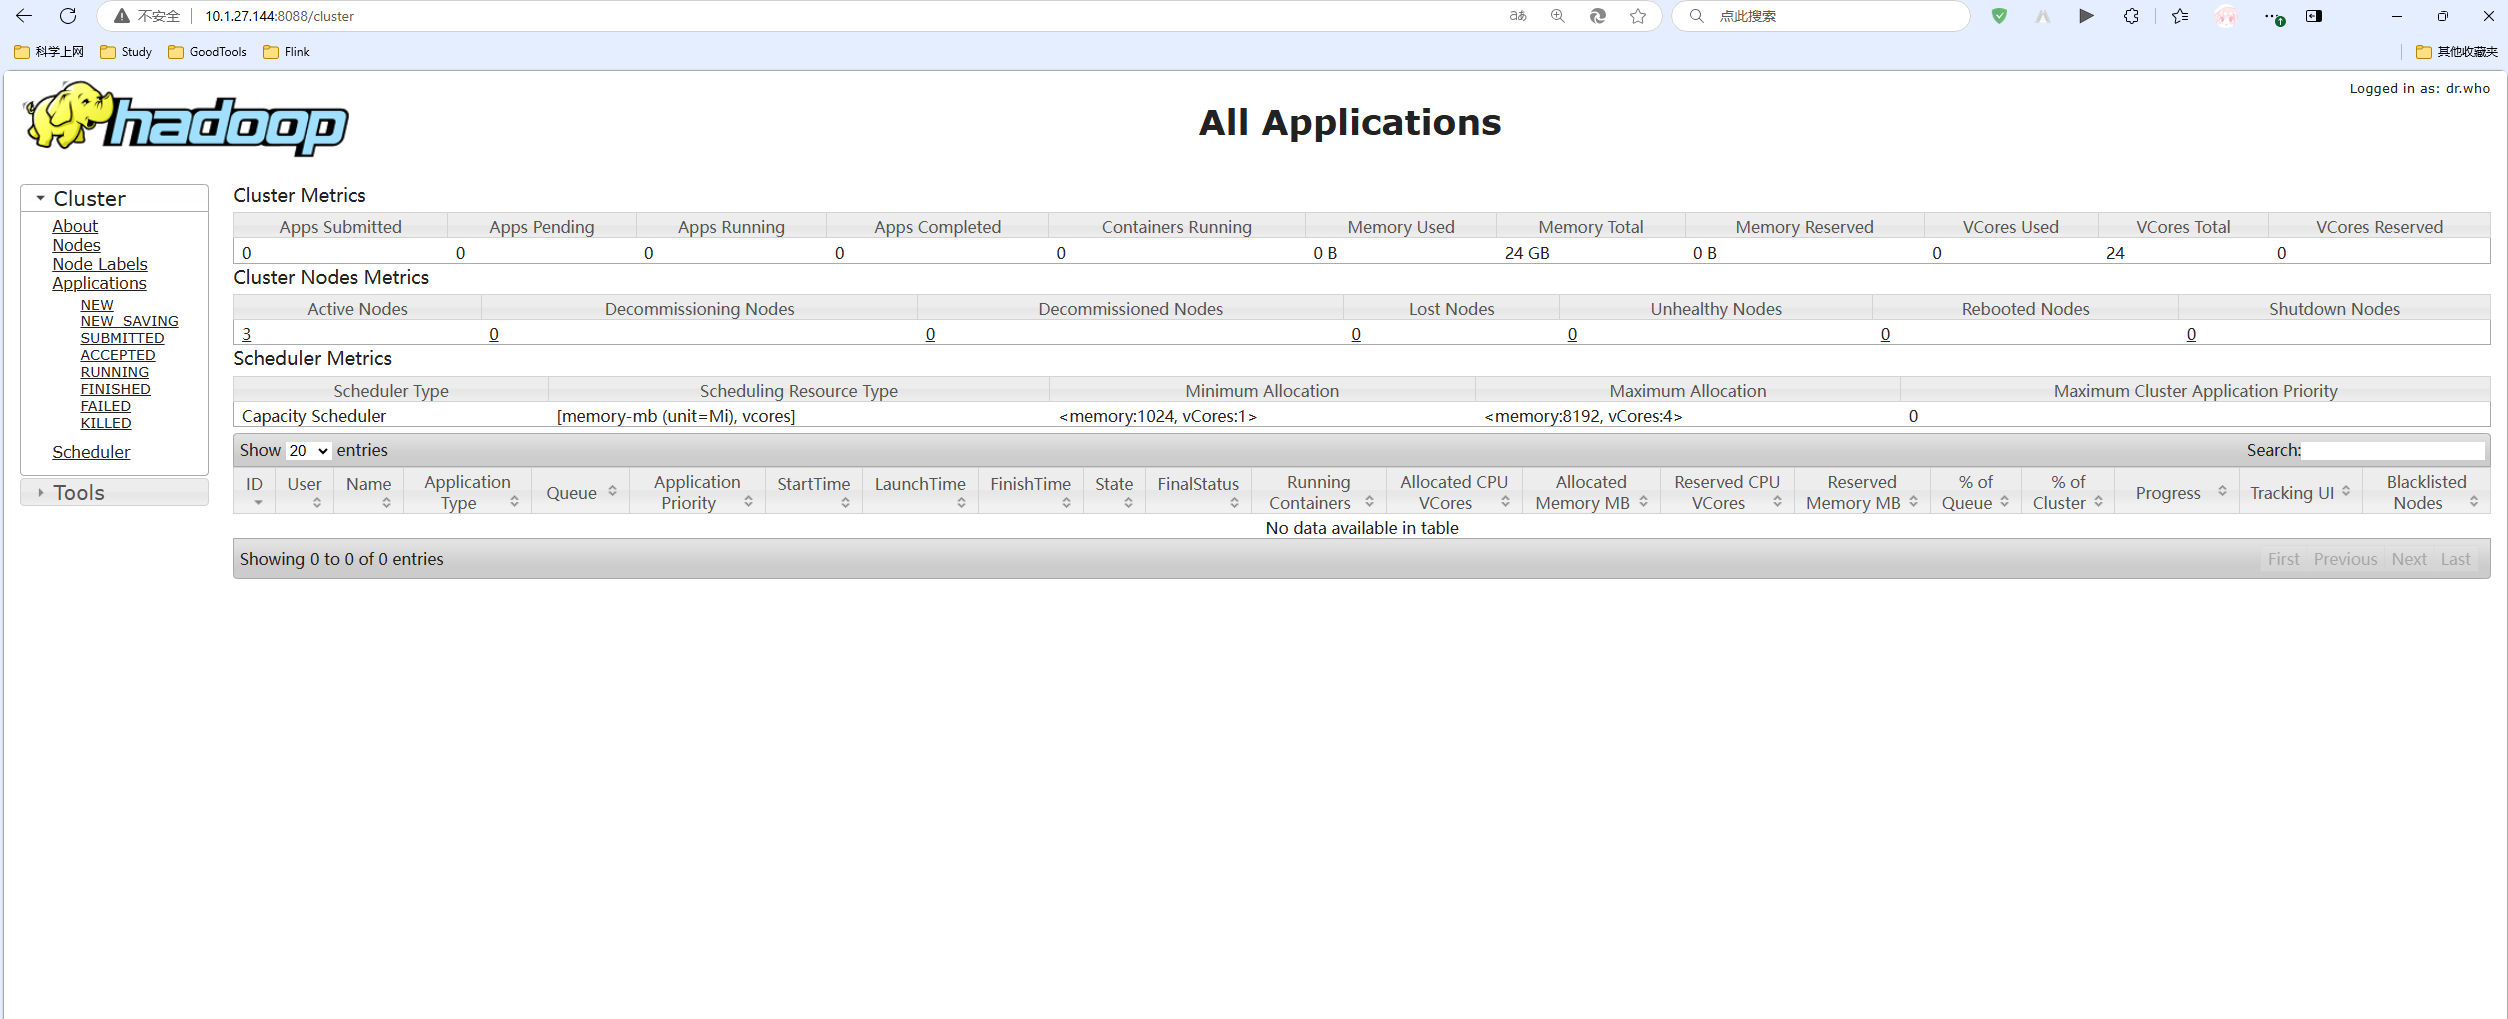 不安全 10.1.27.144:8088/cluster aあ 点此搜索
科学上网 Study GoodTools Flink 其他收藏夹
Logged in as: dr.who
hadoop
All Applications
Cluster
About
Nodes
Node Labels
Applications
NEW
NEW_SAVING
SUBMITTED
ACCEPTED
RUNNING
FINISHED
FAILED
KILLED
Scheduler
Tools
Cluster Metrics
Apps Submitted Apps Pending Apps Running Apps Completed Containers Running Memory Used Memory Total Memory Reserved VCores Used VCores Total VCores Reserved
0 0 0 0 0 0 B 24 GB 0 B 0 24 0
Cluster Nodes Metrics
Active Nodes Decommissioning Nodes Decommissioned Nodes Lost Nodes Unhealthy Nodes Rebooted Nodes Shutdown Nodes
3 0 0 0 0 0 0
Scheduler Metrics
Scheduler Type Scheduling Resource Type Minimum Allocation Maximum Allocation Maximum Cluster Application Priority
Capacity Scheduler [memory-mb (unit=Mi), vcores] <memory:1024, vCores:1> <memory:8192, vCores:4> 0
Show 20 entries Search:
ID User Name Application Type Queue Application Priority StartTime LaunchTime FinishTime State FinalStatus Running Containers Allocated CPU VCores Allocated Memory MB Reserved CPU VCores Reserved Memory MB % of Queue % of Cluster Progress Tracking UI Blacklisted Nodes
No data available in table
Showing 0 to 0 of 0 entries First Previous Next Last